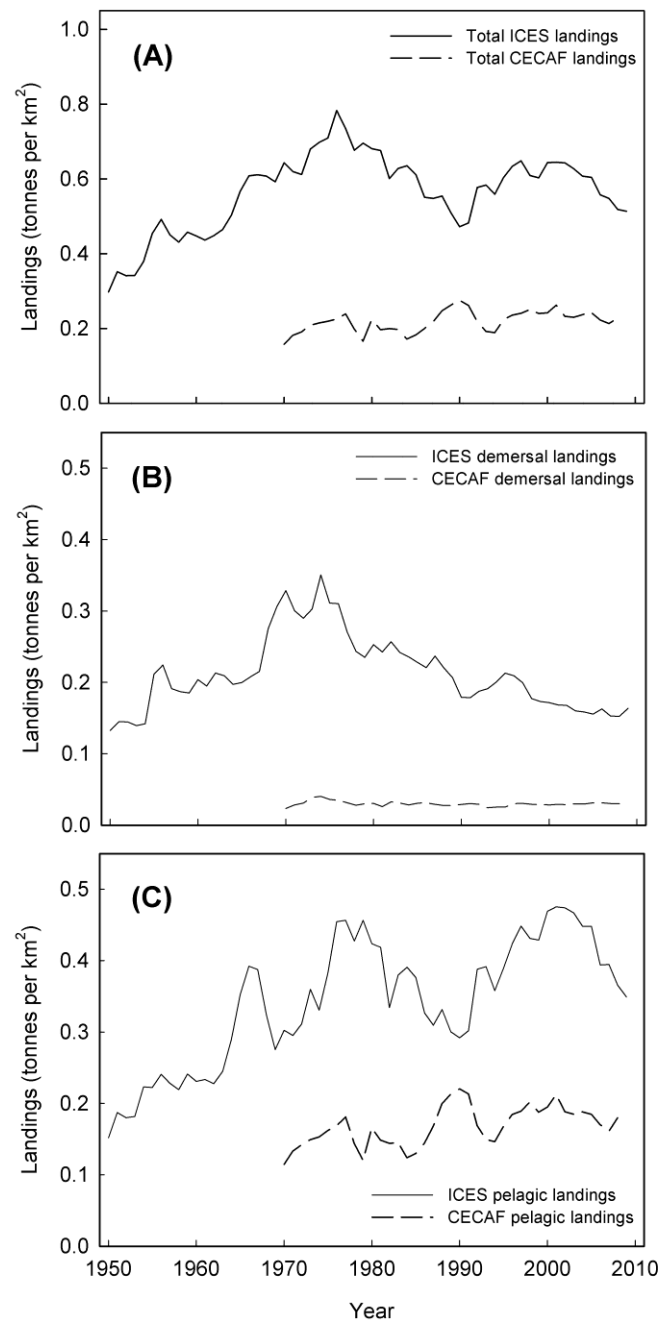 (A)
Total ICES landings
Total CECAF landings
Landings (tonnes per km²)
1.0
0.8
0.6
0.4
0.2
0.0
(B)
ICES demersal landings
CECAF demersal landings
Landings (tonnes per km²)
0.5
0.4
0.3
0.2
0.1
0.0
(C)
Landings (tonnes per km²)
0.5
0.4
0.3
0.2
0.1
0.0
ICES pelagic landings
CECAF pelagic landings
1950 1960 1970 1980 1990 2000 2010
Year